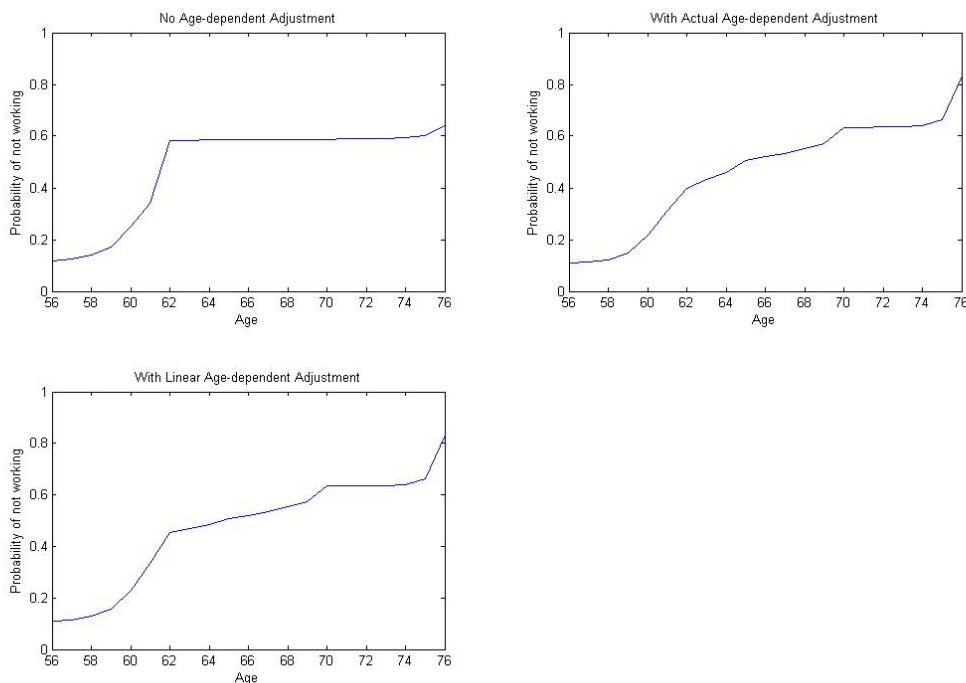 No Age-dependent Adjustment
1
0.8
0.6
0.4
0.2
0
Probability of not working
56 58 60 62 64 66 68 70 72 74 76
Age
With Actual Age-dependent Adjustment
1
0.8
0.6
0.4
0.2
0
Probability of not working
56 58 60 62 64 66 68 70 72 74 76
Age
With Linear Age-dependent Adjustment
1
0.8
0.6
0.4
0.2
0
Probability of not working
56 58 60 62 64 66 68 70 72 74 76
Age